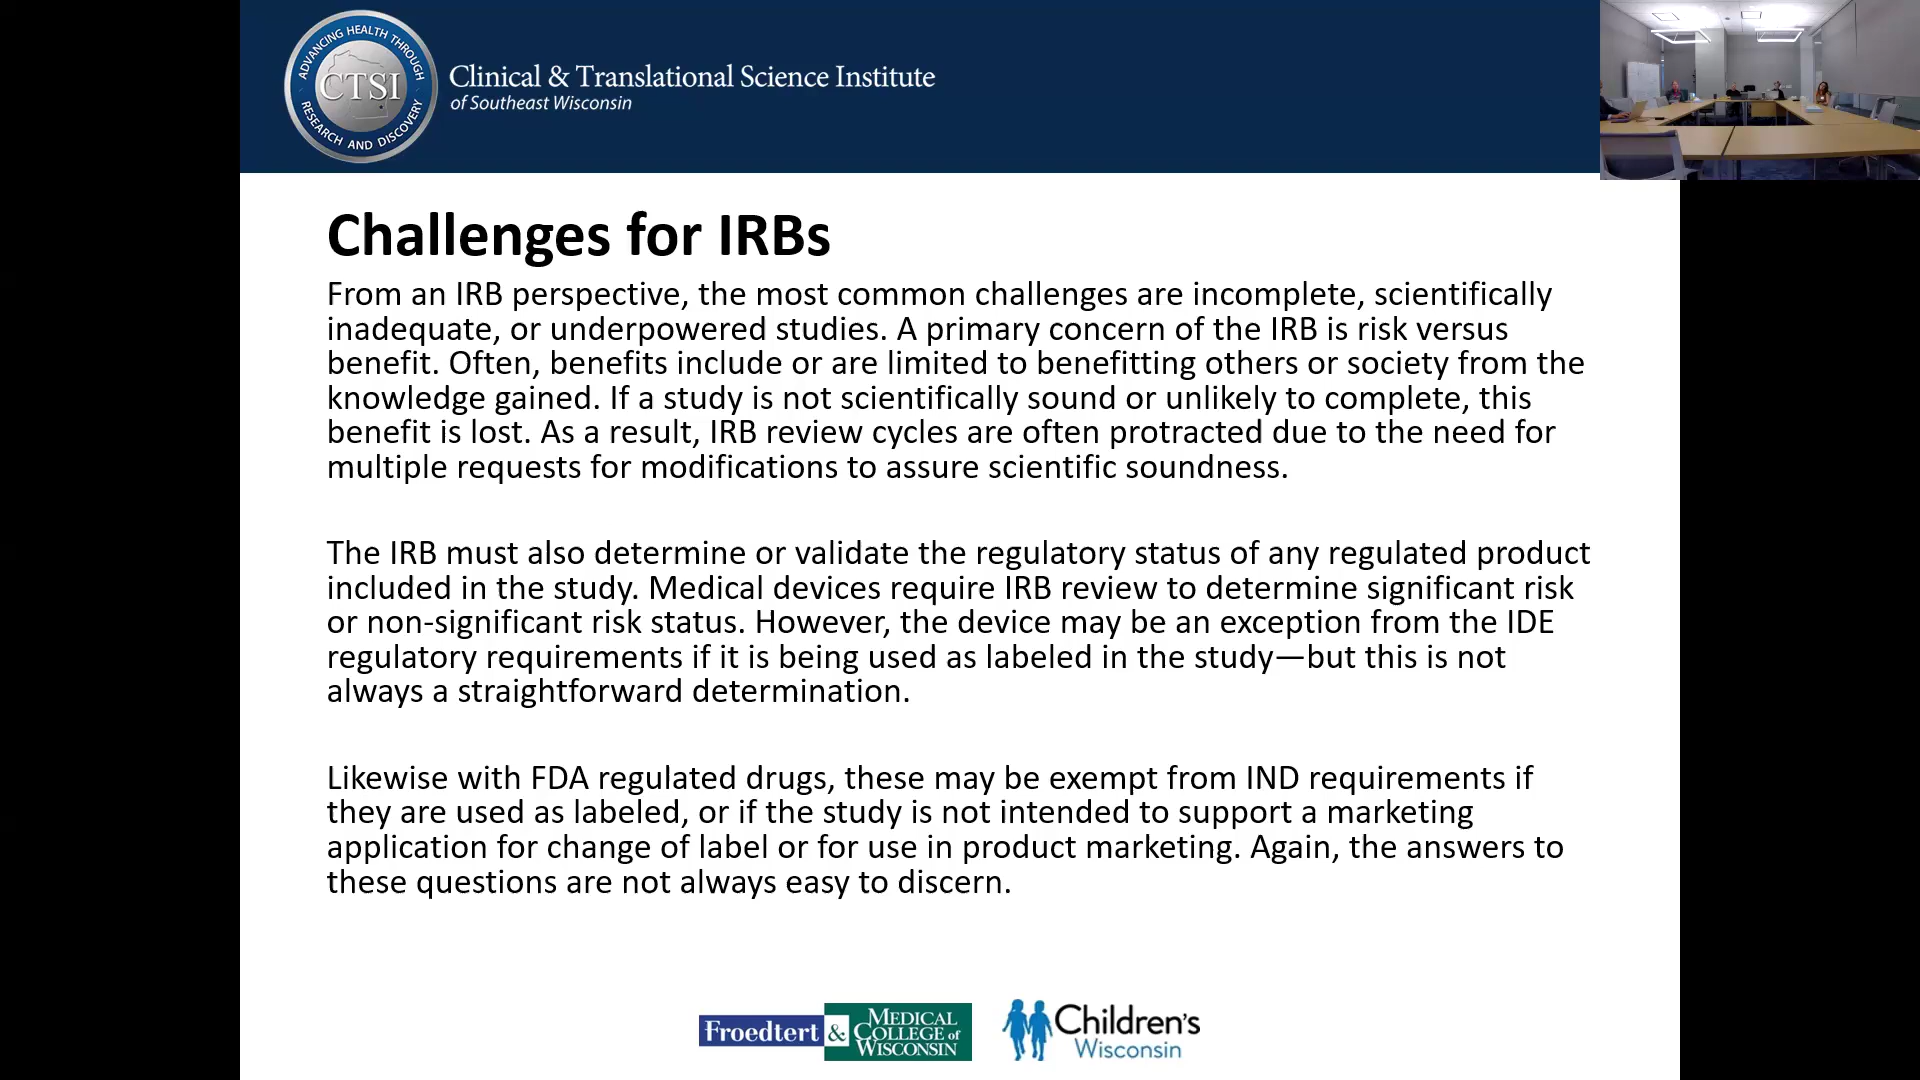 ADVANCING HEALTH THROUGH
CTSI
RESEARCH AND DISCOVERY
Clinical & Translational Science Institute
of Southeast Wisconsin
Challenges for IRBs
From an IRB perspective, the most common challenges are incomplete, scientifically
inadequate, or underpowered studies. A primary concern of the IRB is risk versus
benefit. Often, benefits include or are limited to benefitting others or society from the
knowledge gained. If a study is not scientifically sound or unlikely to complete, this
benefit is lost. As a result, IRB review cycles are often protracted due to the need for
multiple requests for modifications to assure scientific soundness.
The IRB must also determine or validate the regulatory status of any regulated product
included in the study. Medical devices require IRB review to determine significant risk
or non-significant risk status. However, the device may be an exception from the IDE
regulatory requirements if it is being used as labeled in the study—but this is not
always a straightforward determination.
Likewise with FDA regulated drugs, these may be exempt from IND requirements if
they are used as labeled, or if the study is not intended to support a marketing
application for change of label or for use in product marketing. Again, the answers to
these questions are not always easy to discern.
Froedtert & MEDICAL
COLLEGE of
WISCONSIN
Children's
Wisconsin